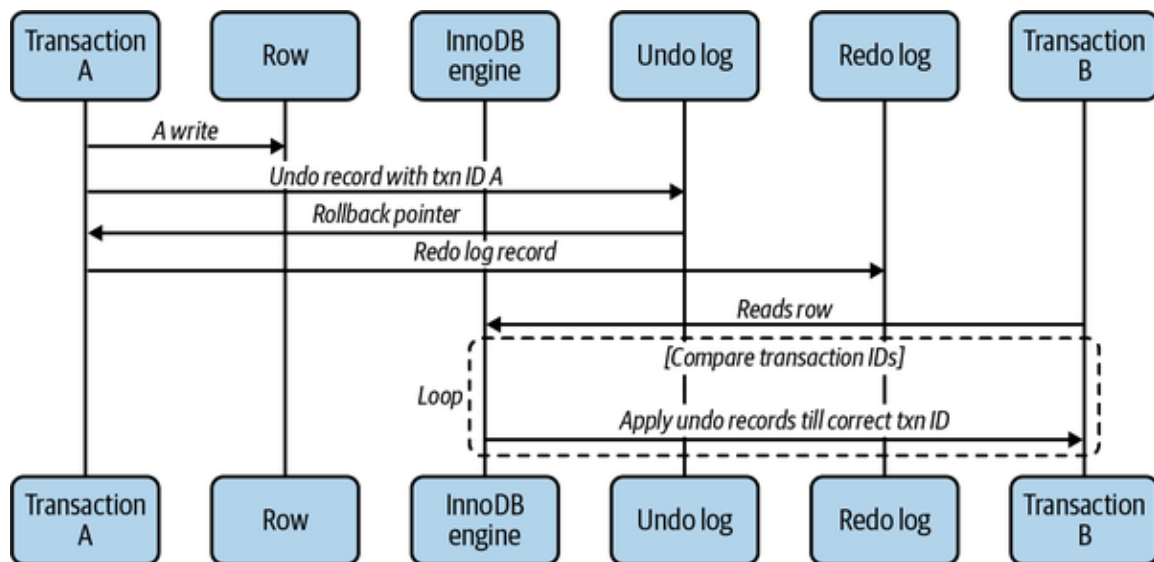 Transaction
A
Row
InnoDB
engine
Undo log
Redo log
Transaction
B
A write
Undo record with txn ID A
Rollback pointer
Redo log record
Reads row
[Compare transaction IDs]
Loop
Apply undo records till correct txn ID
Transaction
A
Row
InnoDB
engine
Undo log
Redo log
Transaction
B